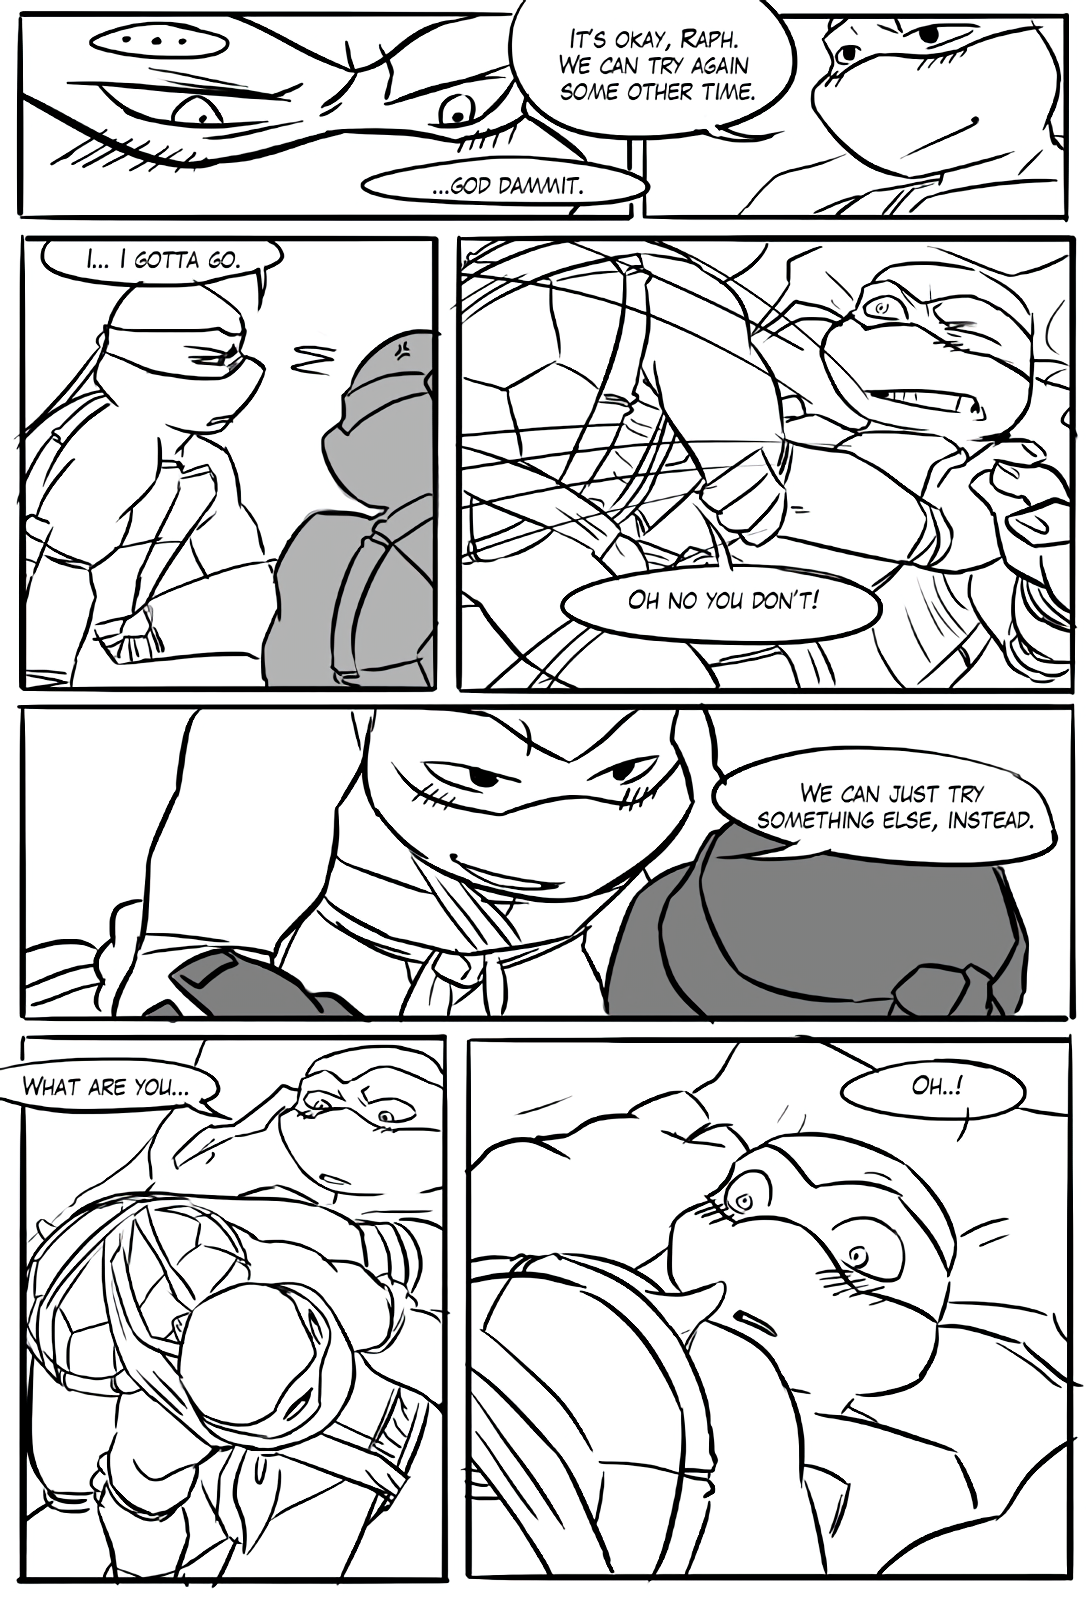 ...
It's okay, Raph.
We can try again
some other time.
...God dammit.
I... I gotta go.
Oh no you don't!
We can just try
something else, instead.
What are you...
Oh..!